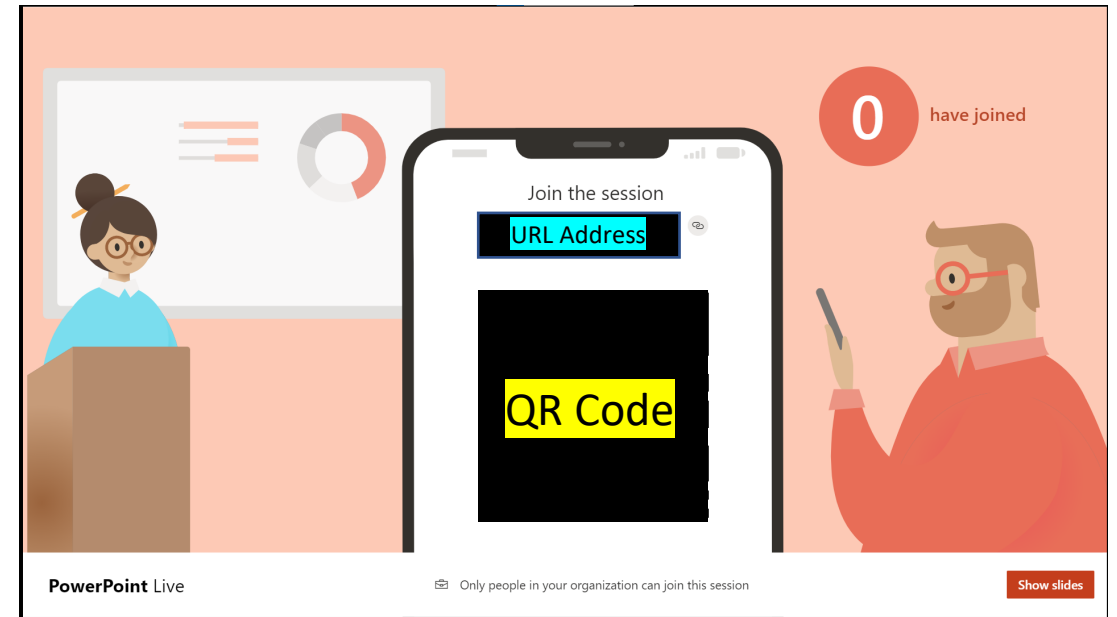 0 have joined
Join the session
URL Address
QR Code
PowerPoint Live
Only people in your organization can join this session
Show slides